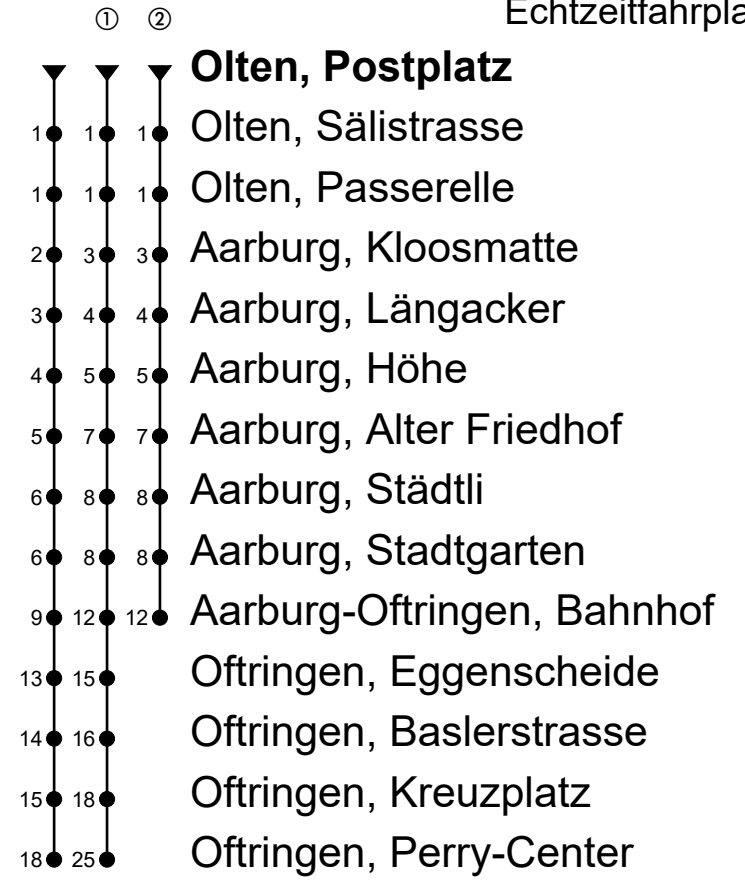 ① ② Echtzeitfahrpla
Olten, Postplatz
1 1 1 Olten, Sälistrasse
1 1 1 Olten, Passerelle
2 3 3 Aarburg, Kloosmatte
3 4 4 Aarburg, Längacker
4 5 5 Aarburg, Höhe
5 7 7 Aarburg, Alter Friedhof
6 8 8 Aarburg, Städtli
6 8 8 Aarburg, Stadtgarten
9 12 12 Aarburg-Oftringen, Bahnhof
13 15 Oftringen, Eggenscheide
14 16 Oftringen, Baslerstrasse
15 18 Oftringen, Kreuzplatz
18 25 Oftringen, Perry-Center